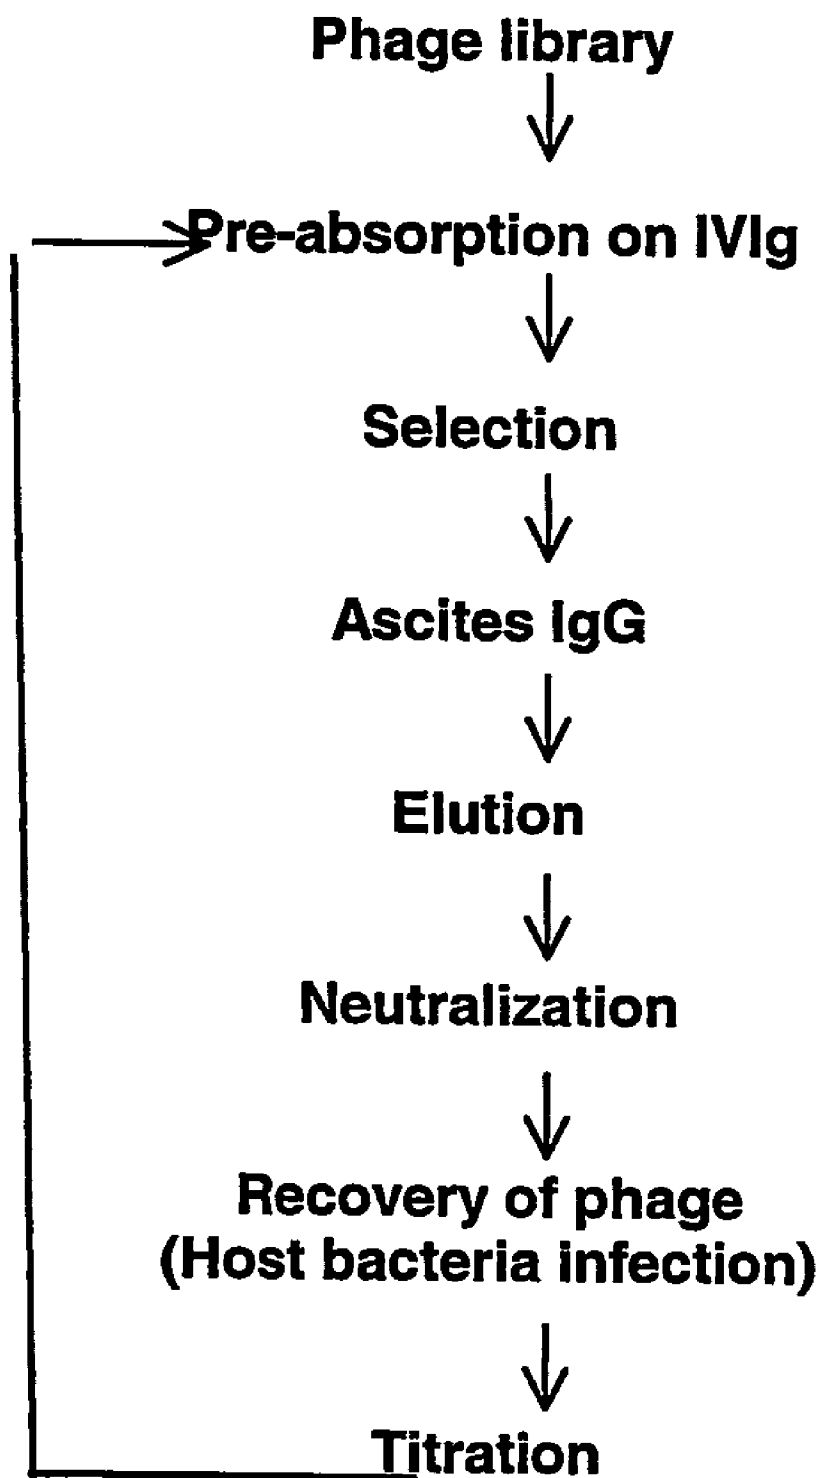 Phage library
Pre-absorption on IVIg
Selection
Ascites IgG
Elution
Neutralization
Recovery of phage
(Host bacteria infection)
Titration